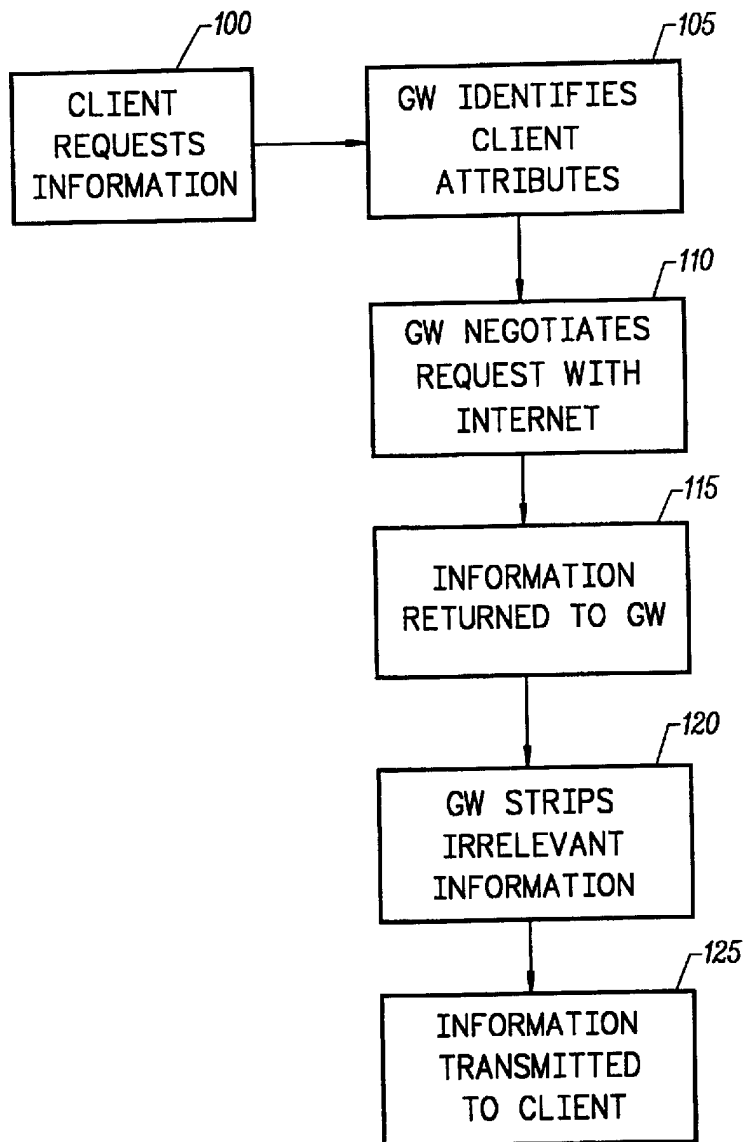 100
CLIENT
REQUESTS
INFORMATION
105
GW IDENTIFIES
CLIENT
ATTRIBUTES
110
GW NEGOTIATES
REQUEST WITH
INTERNET
115
INFORMATION
RETURNED TO GW
120
GW STRIPS
IRRELEVANT
INFORMATION
125
INFORMATION
TRANSMITTED
TO CLIENT